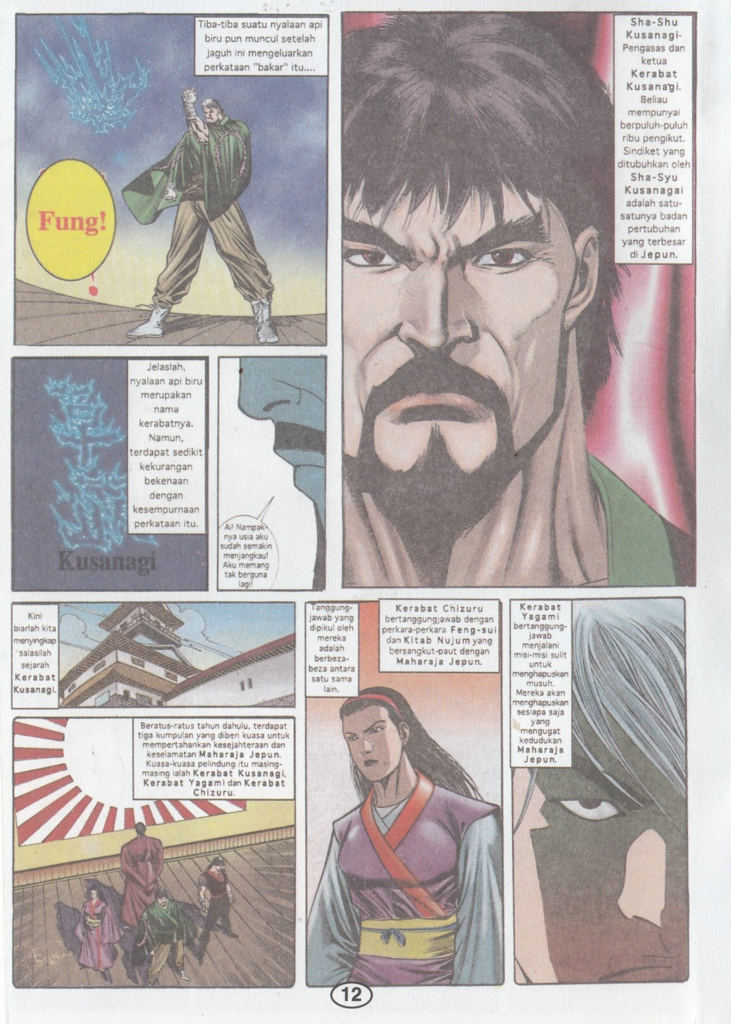 Tiba-tiba suatu nyalaan api
biru pun muncul setelah
jaguh ini mengeluarkan
perkataan "bakar" itu....
Fung!
Sha-Shu
Kusanagi-
Pengasas dan
ketua
Kerabat
Kusanagi.
Beliau
mempunyai
berpuluh-puluh
ribu pengikut.
Sindiket yang
ditubuhkan oleh
Sha-Syu
Kusanagai
adalah satu-
satunya badan
pertubuhan
yang terbesar
di Jepun.
Jelaslah,
nyalaan api biru
merupakan
nama
kerabatnya.
Namun,
terdapat sedikit
kekurangan
bekenaan
dengan
kesempurnaan
perkataan itu.
Kusanagi
Ai! Nampak-
nya usia aku
sudah semakin
menjangkau!
Aku memang
tak berguna
lagi!
Kini
biarlah kita
menyingkap
salasilah
sejarah
Kerabat
Kusanagi.
Beratus-ratus tahun dahulu, terdapat
tiga kumpulan yang diberi kuasa untuk
mempertahankan kesejahteraan dan
keselamatan Maharaja Jepun.
Kuasa-kuasa pelindung itu masing-
masing ialah Kerabat Kusanagi,
Kerabat Yagami dan Kerabat
Chizuru.
Tanggung-
jawab yang
dipikul oleh
mereka
adalah
berbeza-
beza antara
satu sama
lain.
Kerabat Chizuru
bertanggungjawab dengan
perkara-perkara Feng-sui
dan Kitab Nujum yang
bersangkut-paut dengan
Maharaja Jepun.
Kerabat
Yagami
bertanggung-
jawab
menjalani
misi-misi sulit
untuk
menghapuskan
musuh.
Mereka akan
menghapuskan
sesiapa saja
yang
mengugat
kedudukan
Maharaja
Jepun.
12